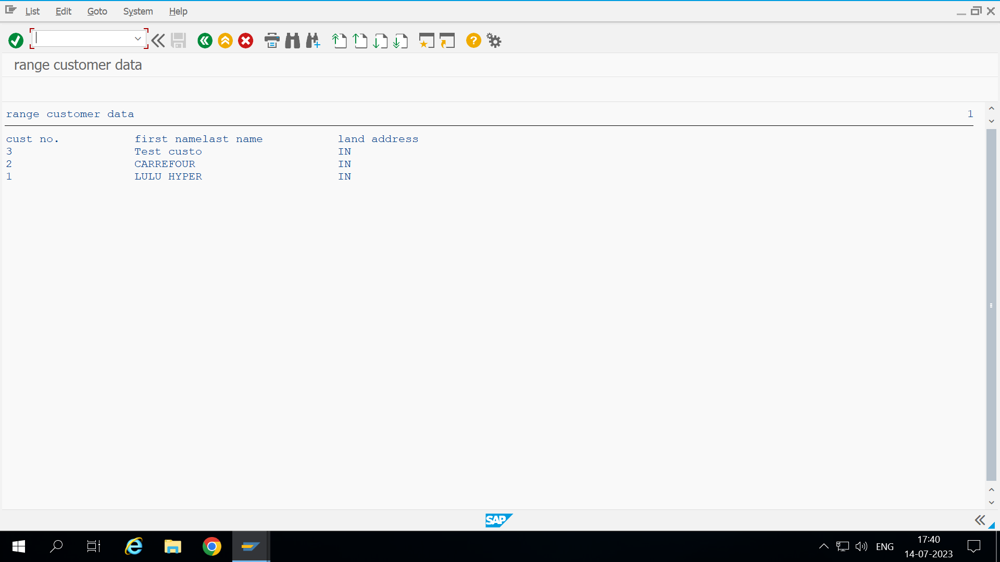 List Edit Goto System Help
range customer data
range customer data 1
cust no. first namelast name land address
3 Test custo IN
2 CARREFOUR IN
1 LULU HYPER IN
SAP
ENG 17:40
14-07-2023